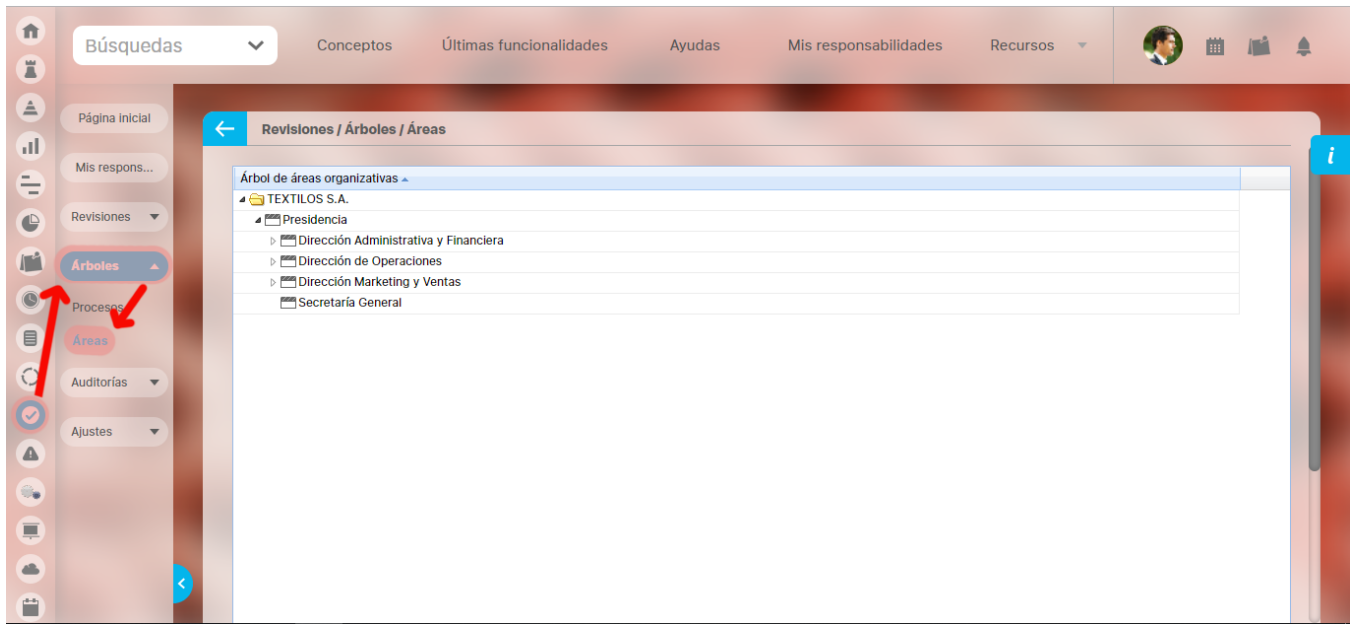 Búsquedas
Conceptos
Últimas funcionalidades
Ayudas
Mis responsabilidades
Recursos
Página inicial
Mis respons...
Revisiones
Árboles
Procesos
Áreas
Auditorías
Ajustes
Revisiones / Árboles / Áreas
i
Árbol de áreas organizativas
TEXTILOS S.A.
Presidencia
Dirección Administrativa y Financiera
Dirección de Operaciones
Dirección Marketing y Ventas
Secretaría General